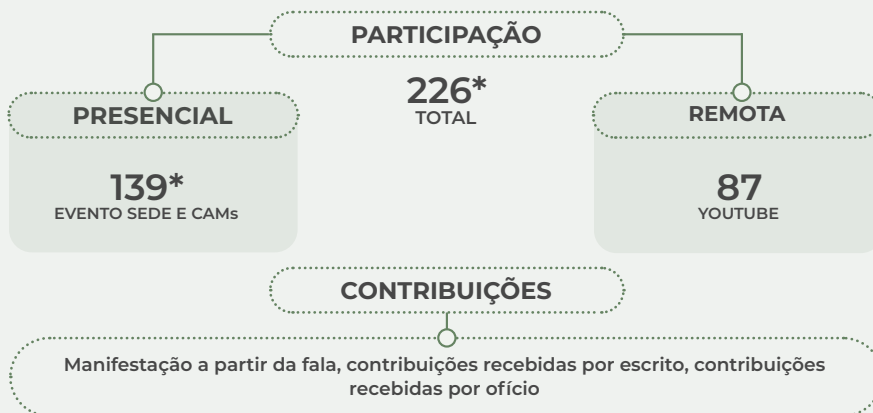 PARTICIPAÇÃO
226*
TOTAL
PRESENCIAL
139*
EVENTO SEDE E CAMs
REMOTA
87
YOUTUBE
CONTRIBUIÇÕES
Manifestação a partir da fala, contribuições recebidas por escrito, contribuições
recebidas por ofício